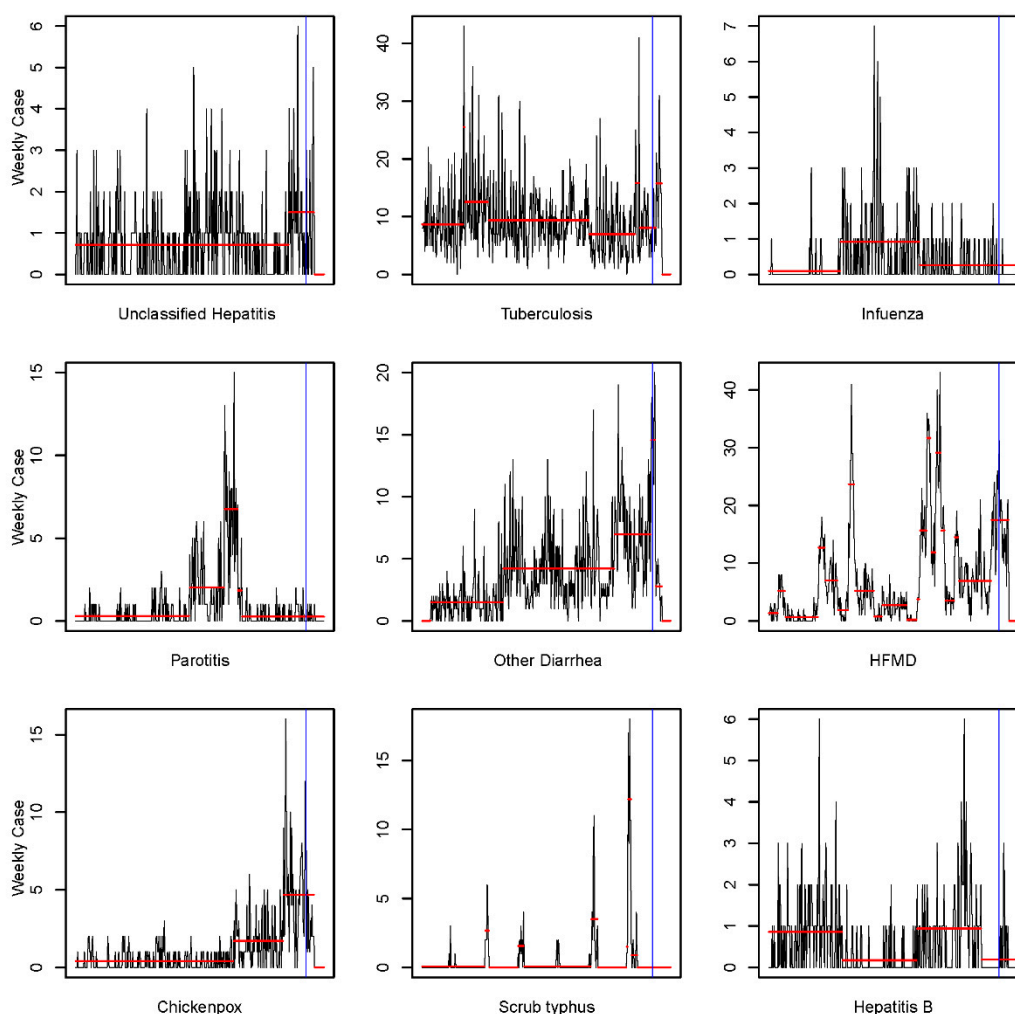 Weekly Case
0 1 2 3 4 5 6
Unclassified Hepatitis
0 10 20 30 40
Tuberculosis
0 1 2 3 4 5 6 7
Infuenza
Weekly Case
0 5 10 15
Parotitis
0 5 10 15 20
Other Diarrhea
0 10 20 30 40
HFMD
Weekly Case
0 5 10 15
Chickenpox
0 5 10 15
Scrub typhus
0 1 2 3 4 5 6
Hepatitis B